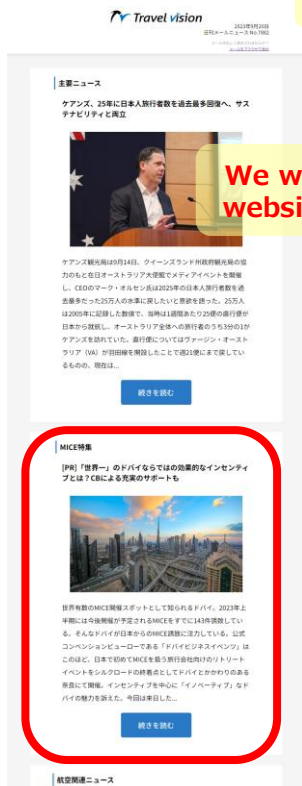 Travel vision
2023年9月20日
日刊メールニュース No.7082
主要ニュース
ケアンズ、25年に日本人旅行者数を過去最多回復へ、サス
テナビリティと両立
We w
websi
ケアンズ観光局は9月14日、クイーンズランド州政府観光局の協
力のもと在日オーストラリア大使館でメディアイベントを開催
し、CEOのマーク・オルセン氏は2025年の日本人旅行者数を過
去最多だった25万人の水準に戻したいと意欲を語った。25万人
は2005年に記録した数値で、当時は1週間あたり25便の直行便が
日本から就航し、オーストラリア全体への旅行者のうち3分の1が
ケアンズを訪れていた。直行便についてはヴァージン・オースト
ラリア（VA）が羽田線を開設したことで週21便にまで戻してい
るものの、現在は...
続きを読む
MICE特集
[PR]「世界一」のドバイならではの効果的なインセンティ
ブとは？CBによる充実のサポートも
世界有数のMICE開催スポットとして知られるドバイ。2023年上
半期には今後開催が予定されるMICEをすでに143件誘致してい
る。そんなドバイが日本からのMICE誘致に注力している。公式
コンベンションビューローである「ドバイビジネスイベンツ」は
このほど、日本で初めてMICEを扱う旅行会社向けのリトリート
イベントをシルクロードの終着点としてドバイとかかわりのある
奈良にて開催。インセンティブを中心に「イノベーティブ」なド
バイの魅力を訴えた。今回は来日した...
続きを読む
航空関連ニュース